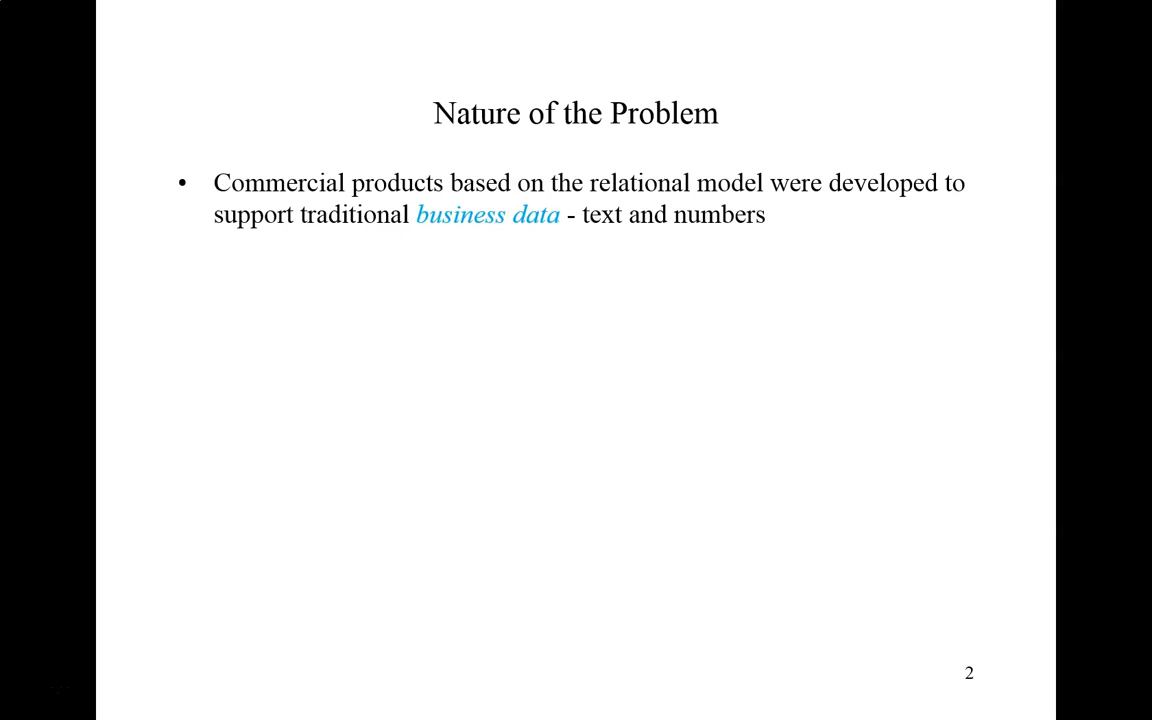 Nature of the Problem
• Commercial products based on the relational model were developed to
support traditional business data - text and numbers
2